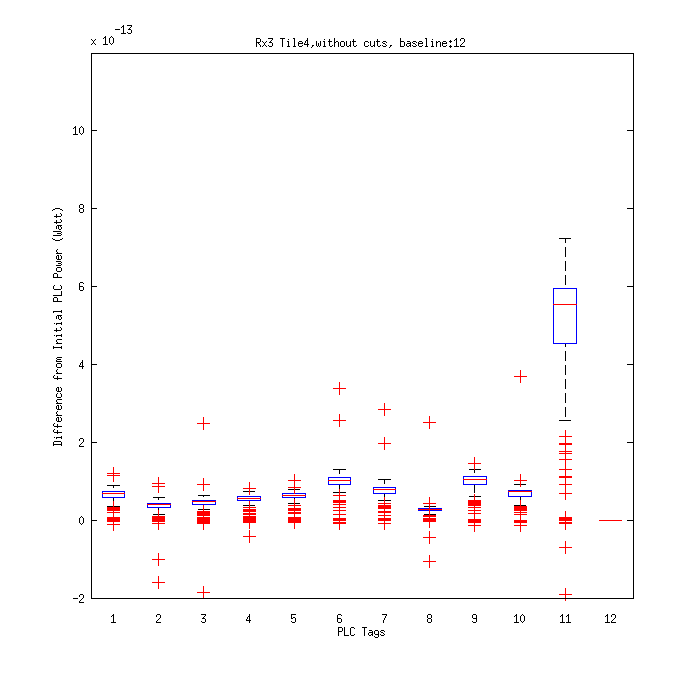 x 10^-13
Rx3 Tile4,without cuts, baseline:12
Difference from Initial PLC Power (Watt)
10
8
6
4
2
0
-2
1 2 3 4 5 6 7 8 9 10 11 12
PLC Tags